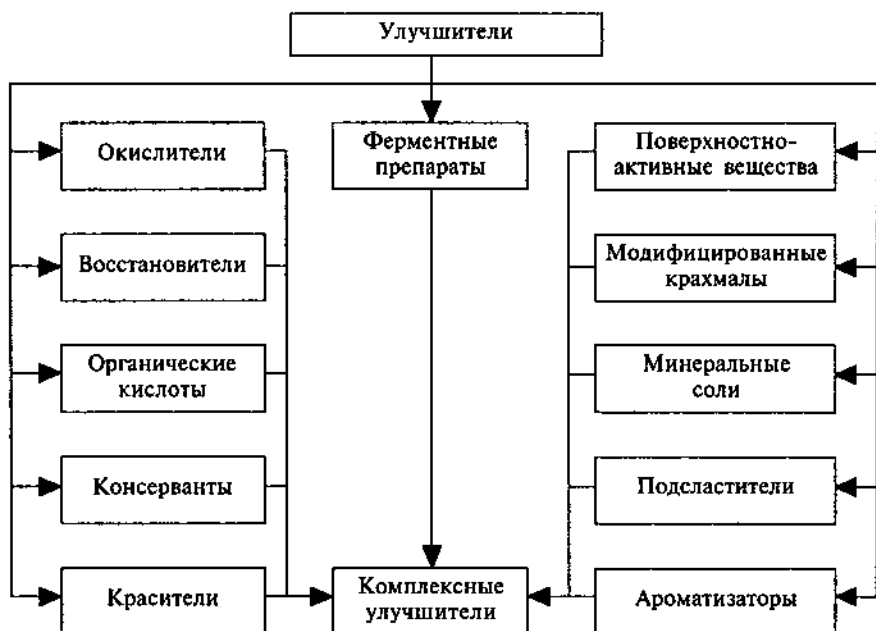 Улучшители
Окислители
Ферментные
препараты
Поверхностно-
активные вещества
Восстановители
Модифицированные
крахмалы
Органические
кислоты
Минеральные
соли
Консерванты
Подсластители
Красители
Комплексные
улучшители
Ароматизаторы